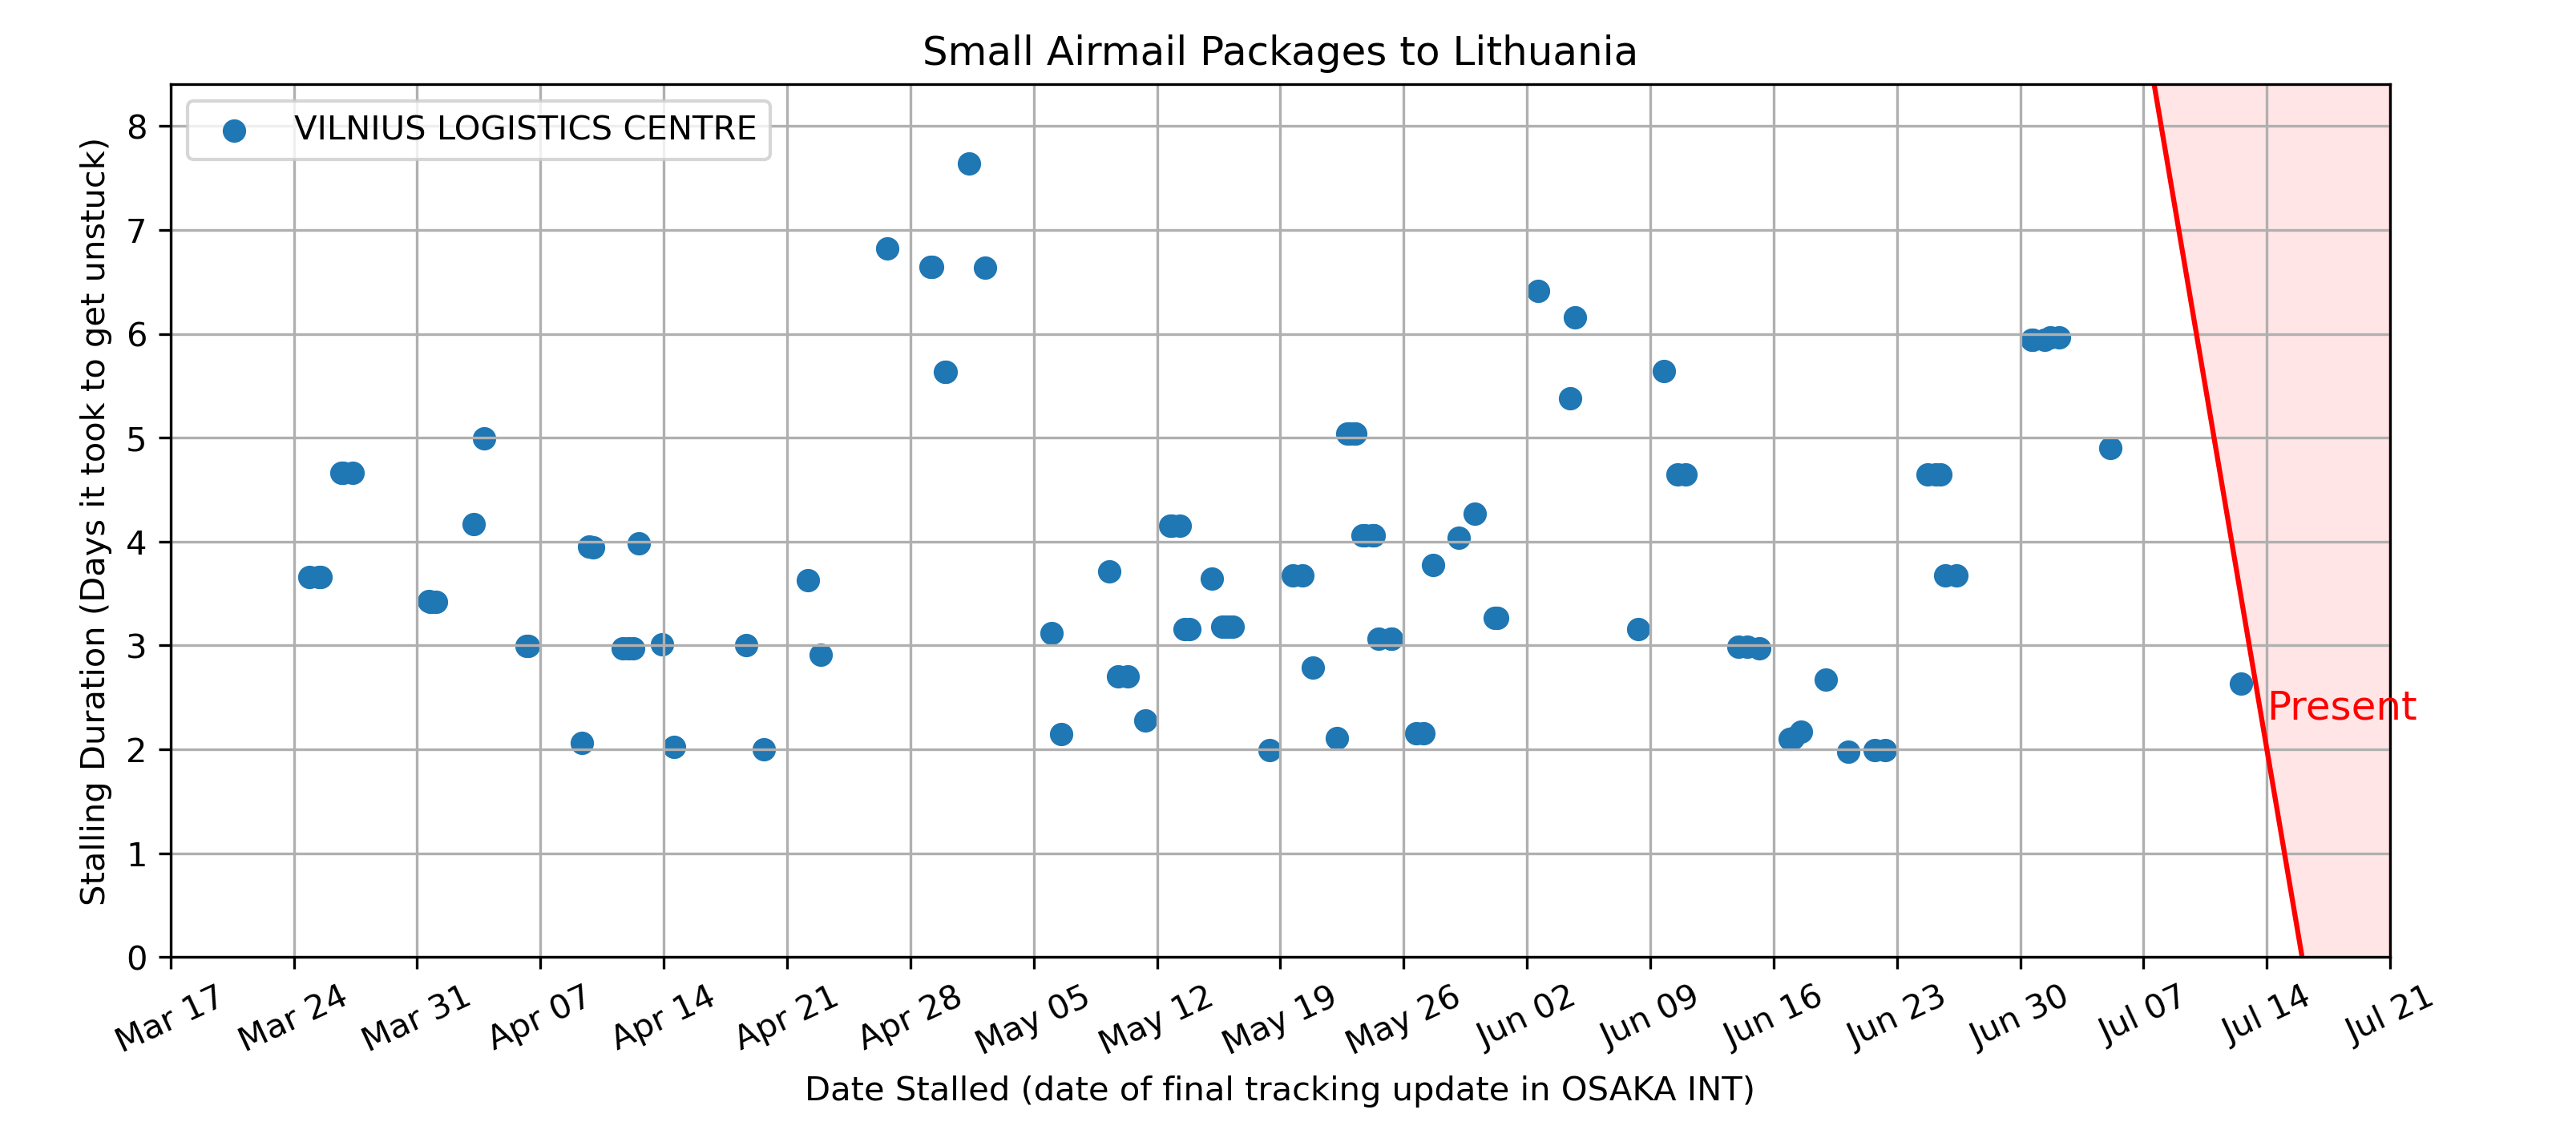 Small Airmail Packages to Lithuania
VILNIUS LOGISTICS CENTRE
Stalling Duration (Days it took to get unstuck)
8
7
6
5
4
3
2
1
0
Present
Mar 17
Mar 24
Mar 31
Apr 07
Apr 14
Apr 21
Apr 28
May 05
May 12
May 19
May 26
Jun 02
Jun 09
Jun 16
Jun 23
Jun 30
Jul 07
Jul 14
Jul 21
Date Stalled (date of final tracking update in OSAKA INT)